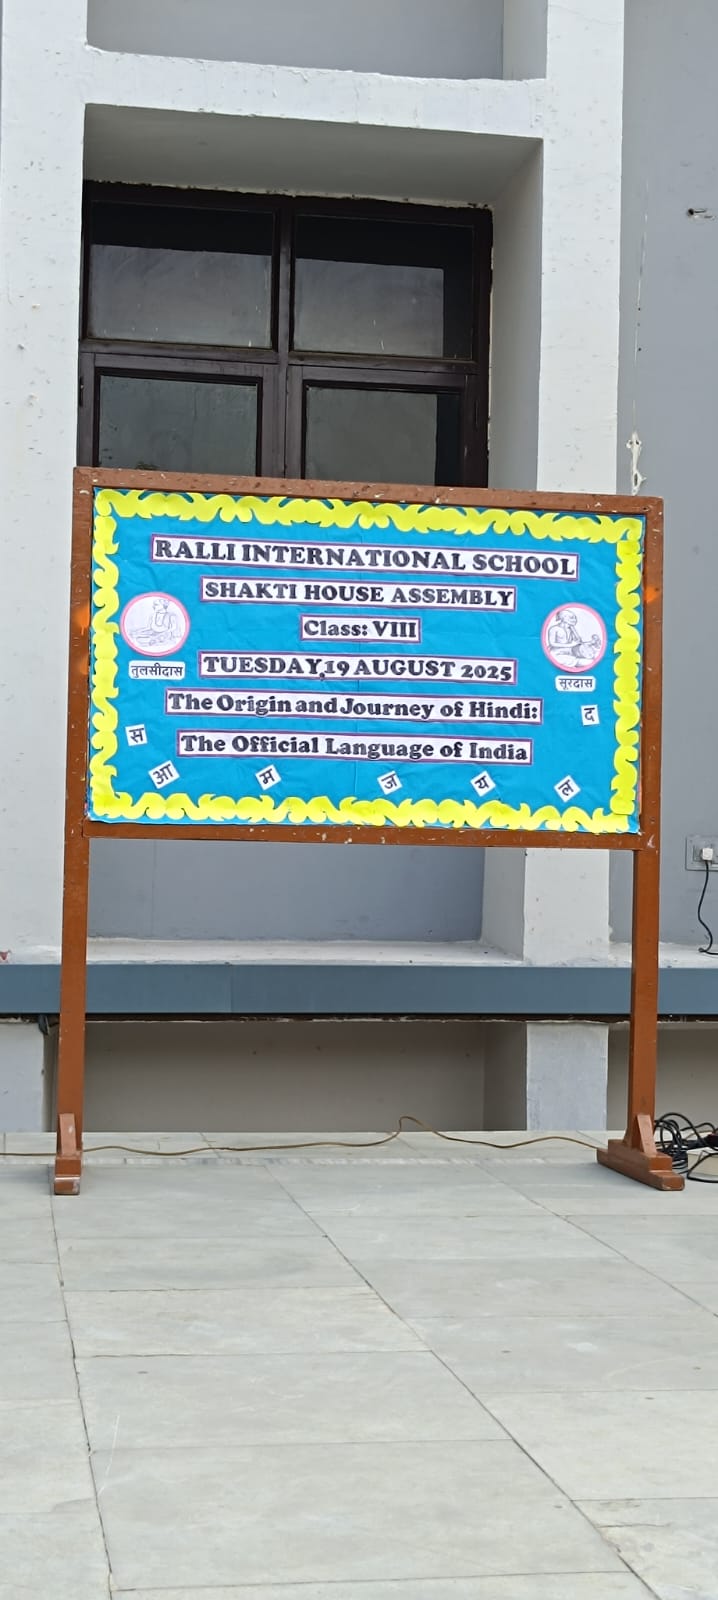 RALLI INTERNATIONAL SCHOOL
SHAKTI HOUSE ASSEMBLY
Class: VIII
तुलसीदास
TUESDAY,19 AUGUST 2025
सूरदास
The Origin and Journey of Hindi:
The Official Language of India
स
आ
म
ज
य
ल
द